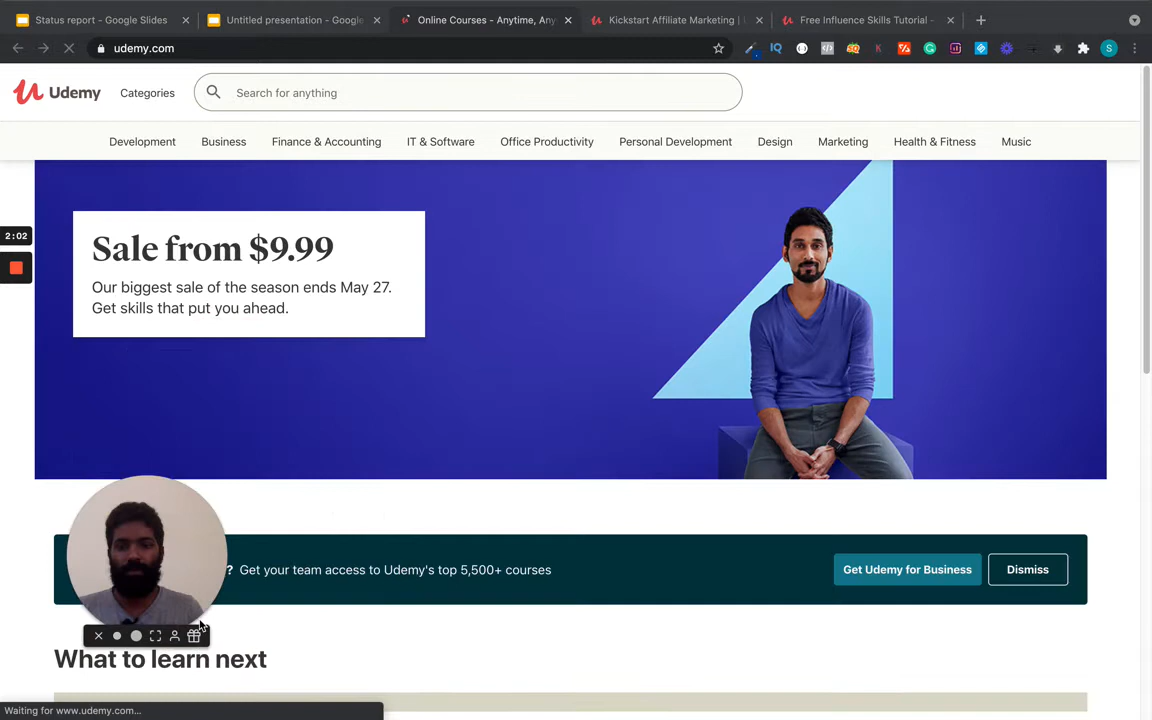 Status report - Google Slides
Untitled presentation - Google
Online Courses - Anytime, Any
Kickstart Affiliate Marketing |
Free Influence Skills Tutorial -
udemy.com
S
Udemy
Categories
Search for anything
Development
Business
Finance & Accounting
IT & Software
Office Productivity
Personal Development
Design
Marketing
Health & Fitness
Music
2:02
Sale from $9.99
Our biggest sale of the season ends May 27.
Get skills that put you ahead.
? Get your team access to Udemy's top 5,500+ courses
Get Udemy for Business
Dismiss
What to learn next
Waiting for www.udemy.com...